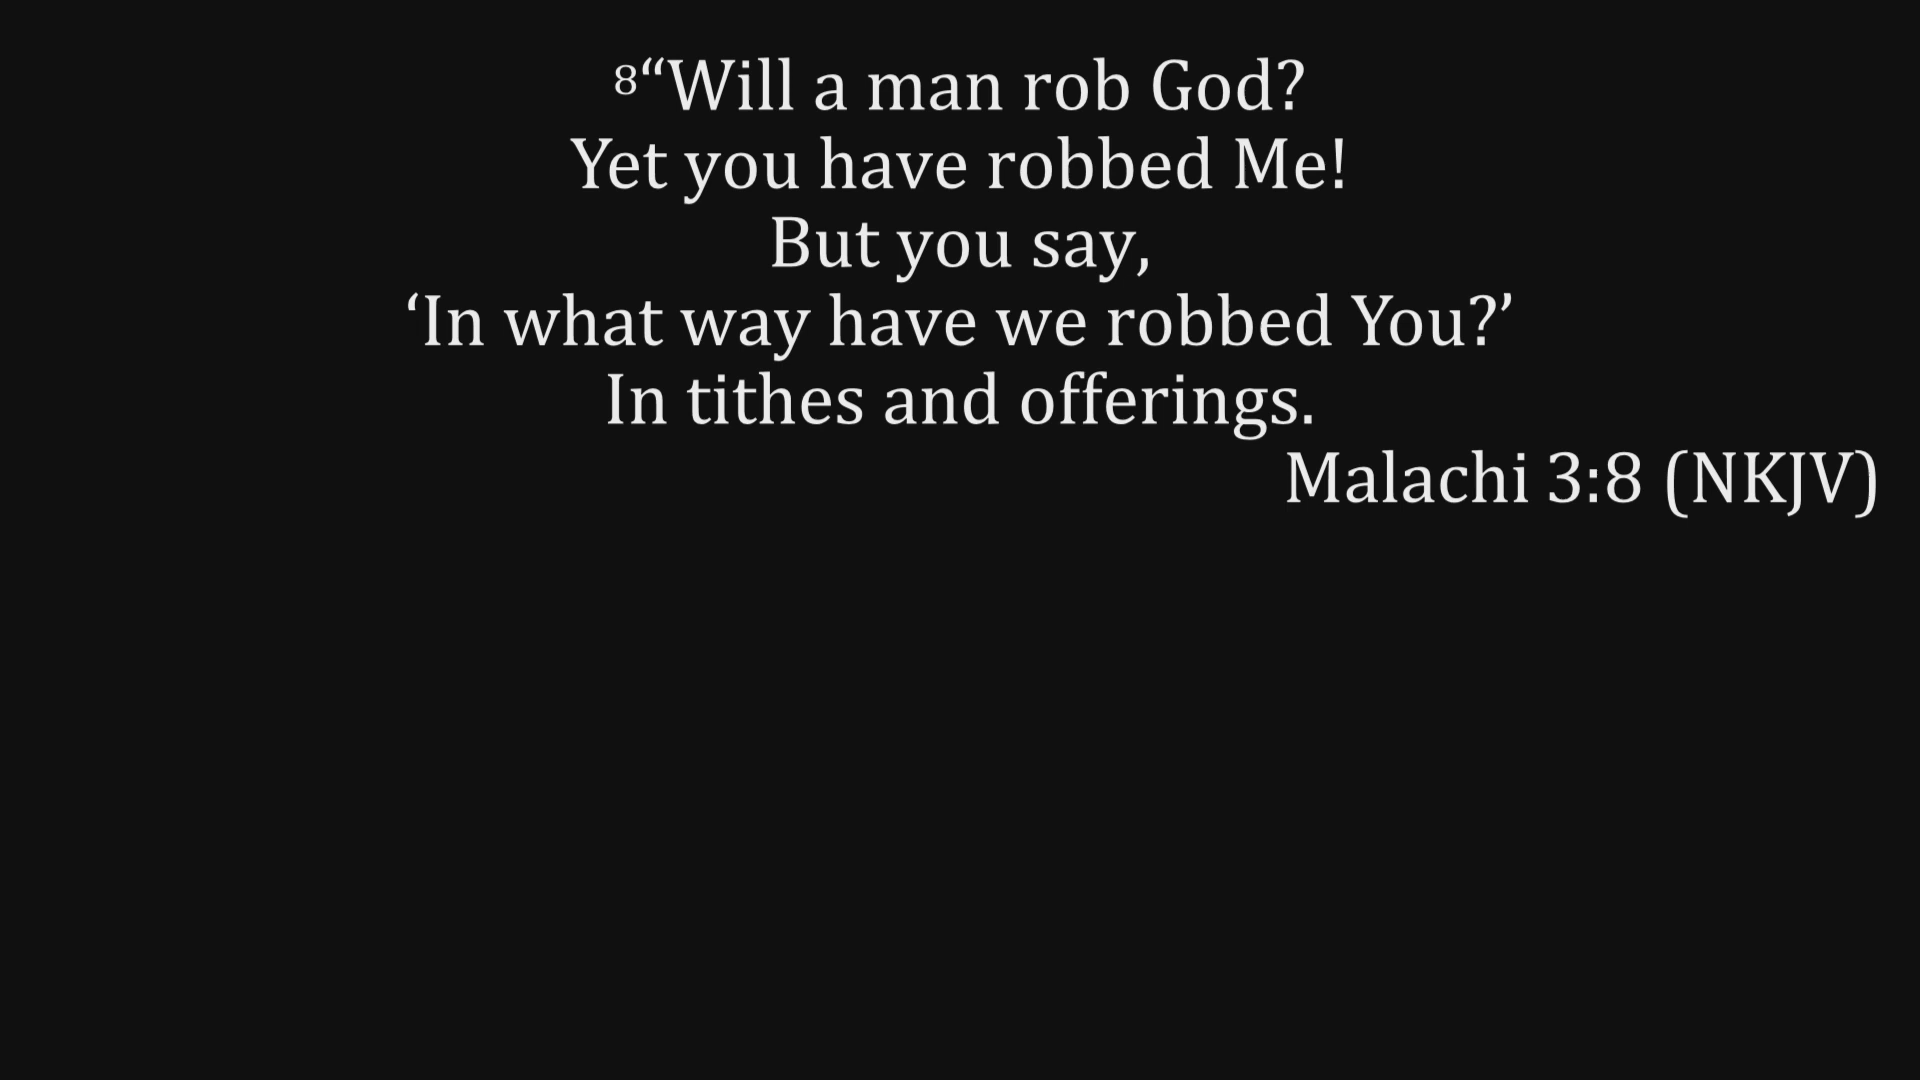 8“Will a man rob God?
Yet you have robbed Me!
But you say,
‘In what way have we robbed You?’
In tithes and offerings.
Malachi 3:8 (NKJV)